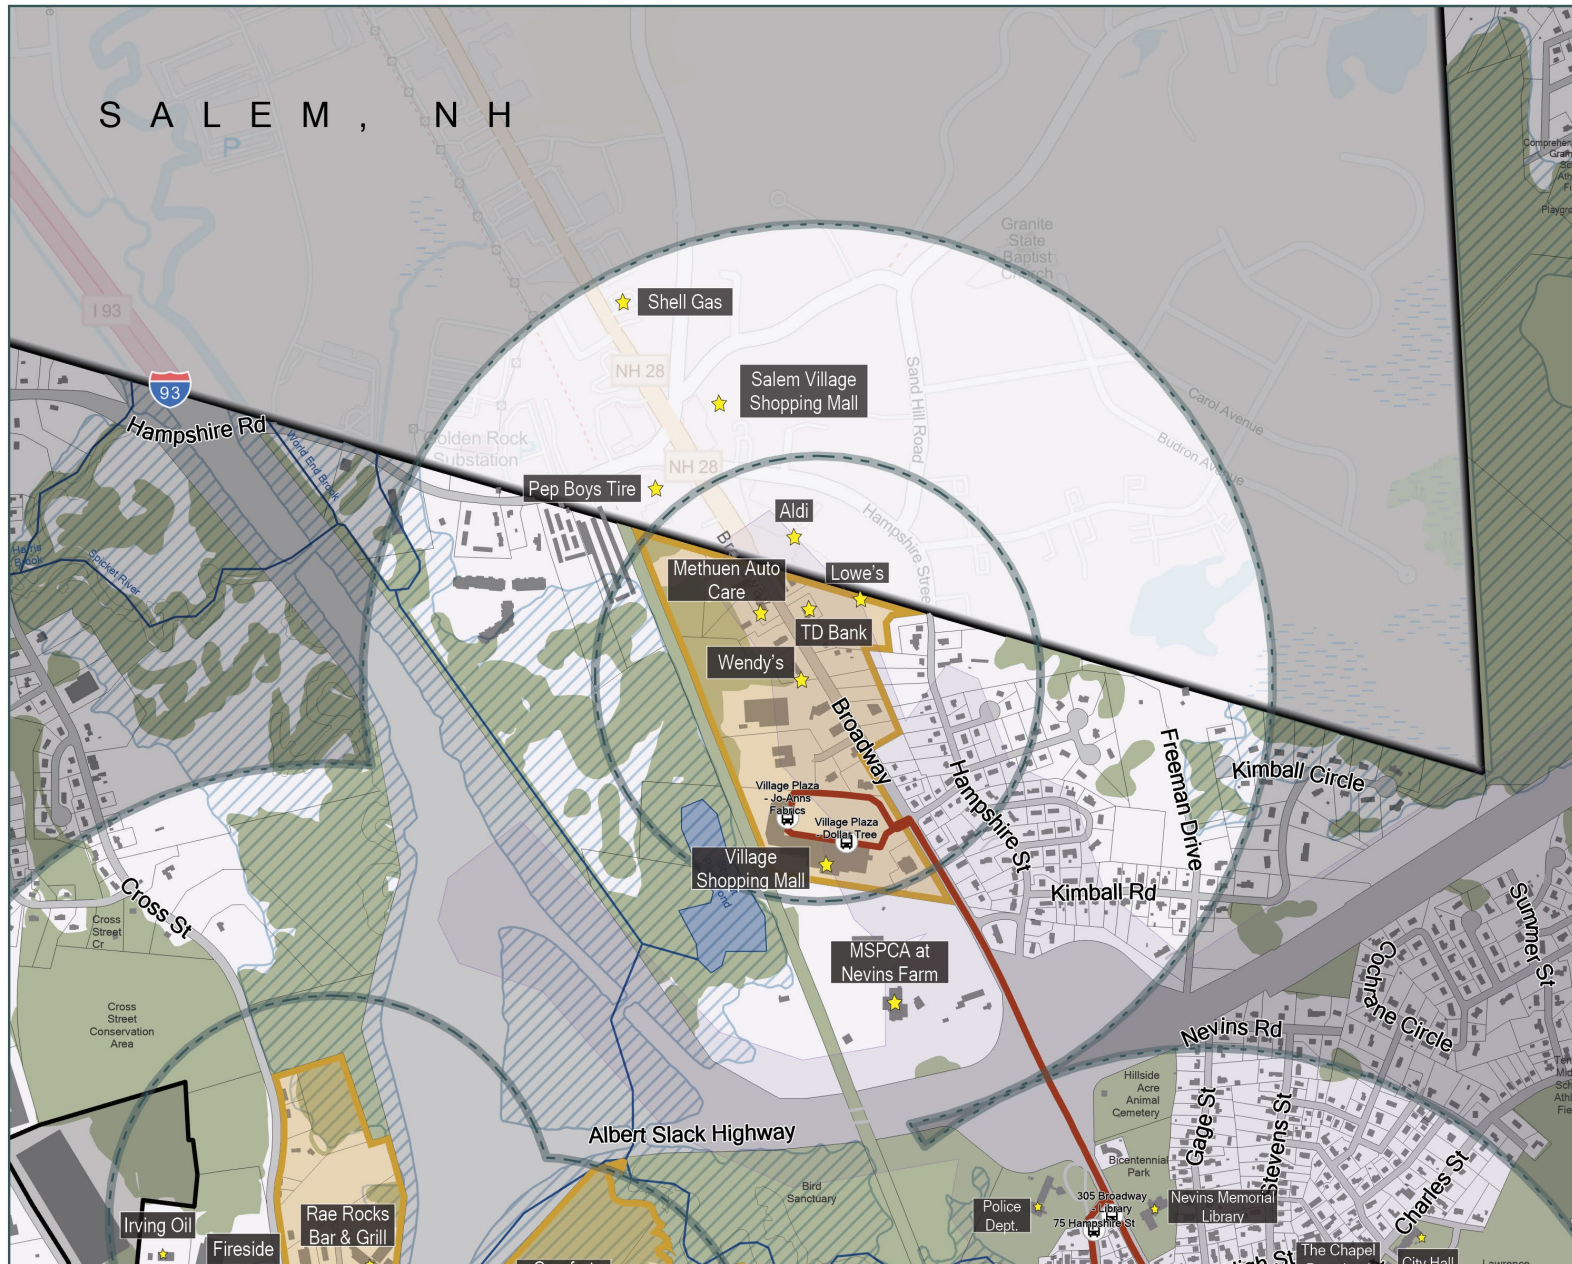 SALEM, NH
P
Comprehen
Gram
Playgro
Granite
State
Baptist
Church
I 93
Shell Gas
NH 28
Salem Village
Shopping Mall
Sand Hill Road
93
Hampshire Rd
Carol Avenue
Golden Rock
Substation
World End Brook
NH 28
Budron Avenue
Pep Boys Tire
Aldi
Hampshire Street
Harris
Brook
Spicket River
Methuen Auto
Care
Lowe's
TD Bank
Wendy's
Broadway
Freeman Drive
Kimball Circle
Hampshire St
Village Plaza
- Jo-Anns
Fabrics
Village Plaza
- Dollar Tree
Village
Shopping Mall
Kimball Rd
Cross St
Cross
Street
Cr
Summer St
MSPCA at
Nevins Farm
Cochrane Circle
Cross
Street
Conservation
Area
Nevins Rd
Hillside
Acre
Animal
Cemetery
Gage St
Stevens St
Albert Slack Highway
Charles St
Bicentennial
Park
Bird
Sanctuary
305 Broadway
- Library
75 Hampshire St
Police
Dept.
Nevins Memorial
Library
Irving Oil
Fireside
Rae Rocks
Bar & Grill
The Chapel
City Hall
Lawrence